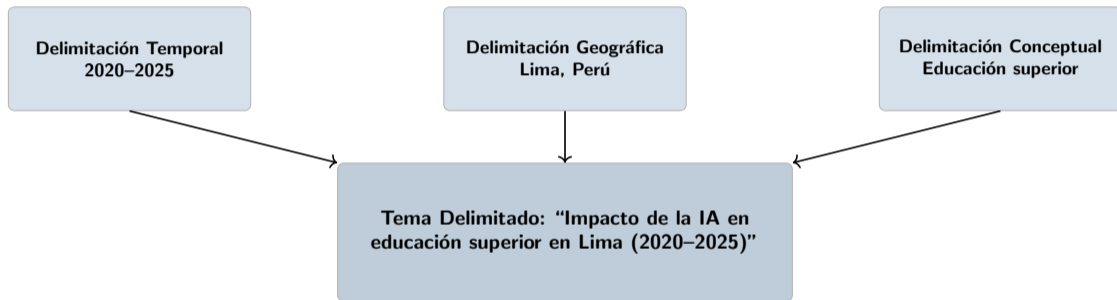 Delimitación Temporal
2020–2025
Delimitación Geográfica
Lima, Perú
Delimitación Conceptual
Educación superior
Tema Delimitado: “Impacto de la IA en
educación superior en Lima (2020–2025)”